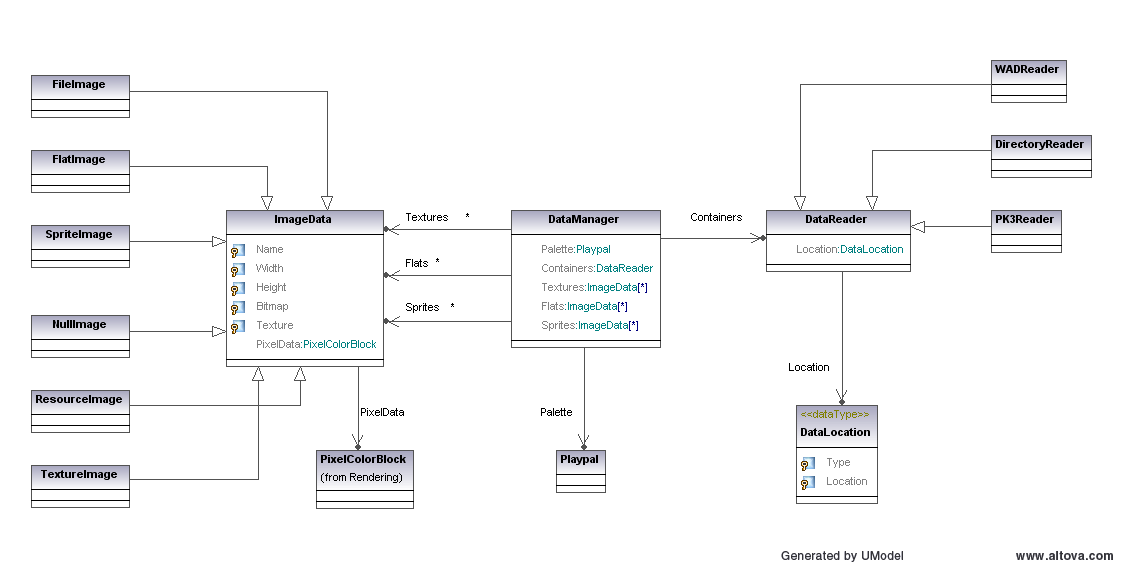 FileImage
FlatImage
SpriteImage
NullImage
ResourceImage
TextureImage
ImageData
Name
Width
Height
Bitmap
Texture
PixelData:PixelColorBlock
Textures *
Flats *
Sprites *
PixelData
PixelColorBlock
(from Rendering)
DataManager
Palette:Playpal
Containers:DataReader
Textures:ImageData[*]
Flats:ImageData[*]
Sprites:ImageData[*]
Palette
Playpal
Containers
DataReader
Location:DataLocation
WADReader
DirectoryReader
PK3Reader
Location
<<dataType>>
DataLocation
Type
Location
Generated by UModel
www.altova.com